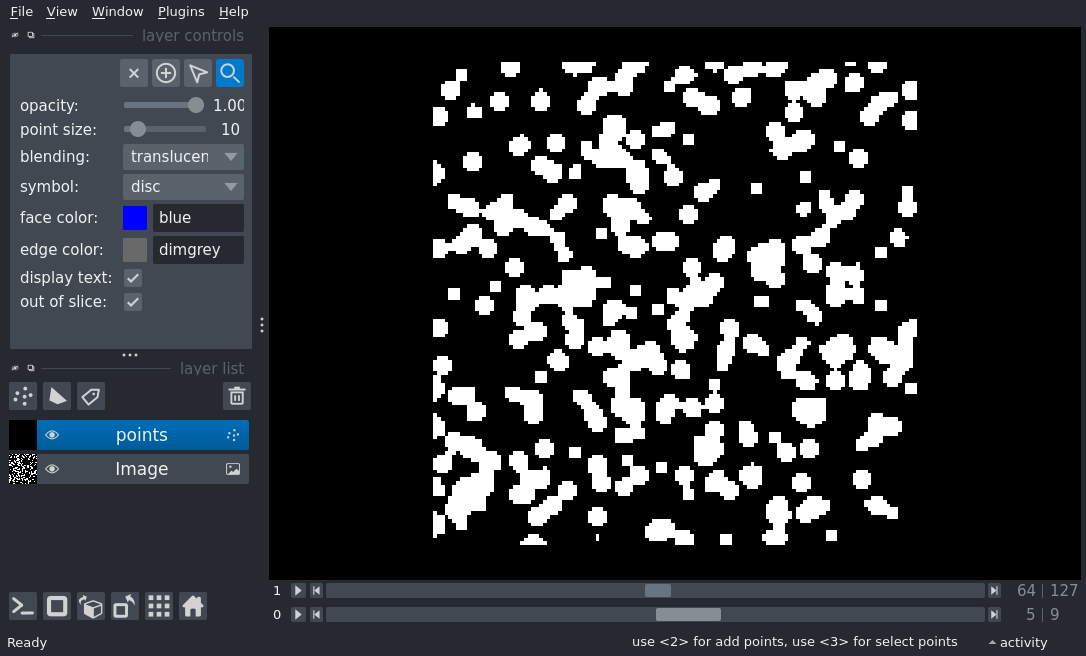 File View Window Plugins Help
layer controls
opacity: 1.00
point size: 10
blending: translucen
symbol: disc
face color: blue
edge color: dimgrey
display text:
out of slice:
layer list
points
Image
1 64 127
0 5 9
Ready use <2> for add points, use <3> for select points activity